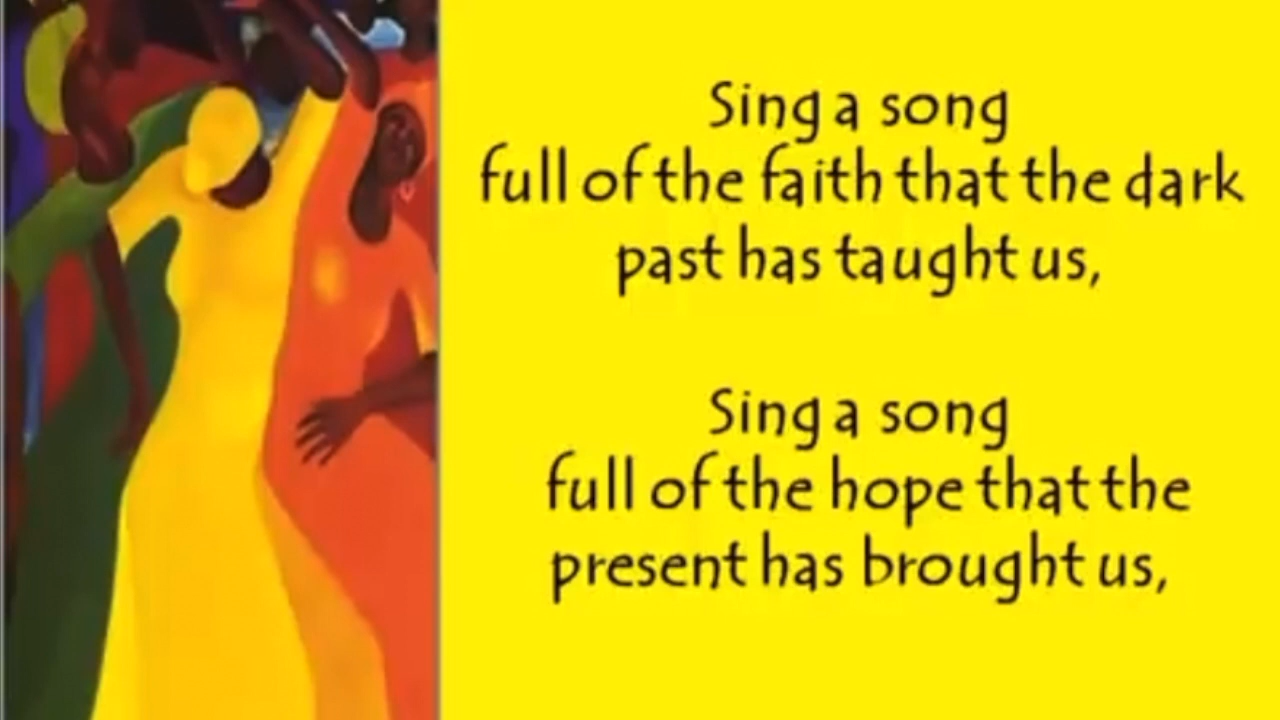 Sing a song
full of the faith that the dark
past has taught us,
Sing a song
full of the hope that the
present has brought us,